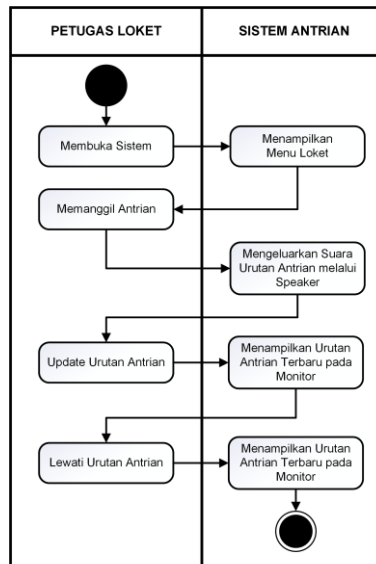 PETUGAS LOKET
SISTEM ANTRIAN
Membuka Sistem
Menampilkan
Menu Loket
Memanggil Antrian
Mengeluarkan Suara
Urutan Antrian melalui
Speaker
Update Urutan Antrian
Menampilkan Urutan
Antrian Terbaru pada
Monitor
Lewati Urutan Antrian
Menampilkan Urutan
Antrian Terbaru pada
Monitor